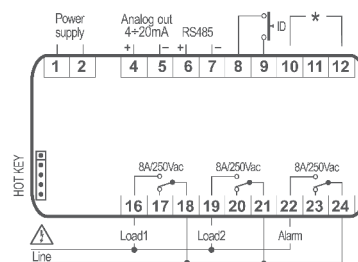 Power supply
Analog out 4÷20mA
RS485
ID
*
+ - + -
1 2 4 5 6 7 8 9 10 11 12
HOT KEY
8A/250Vac 8A/250Vac 8A/250Vac
16 17 18 19 20 21 22 23 24
Load1 Load2 Alarm
Line